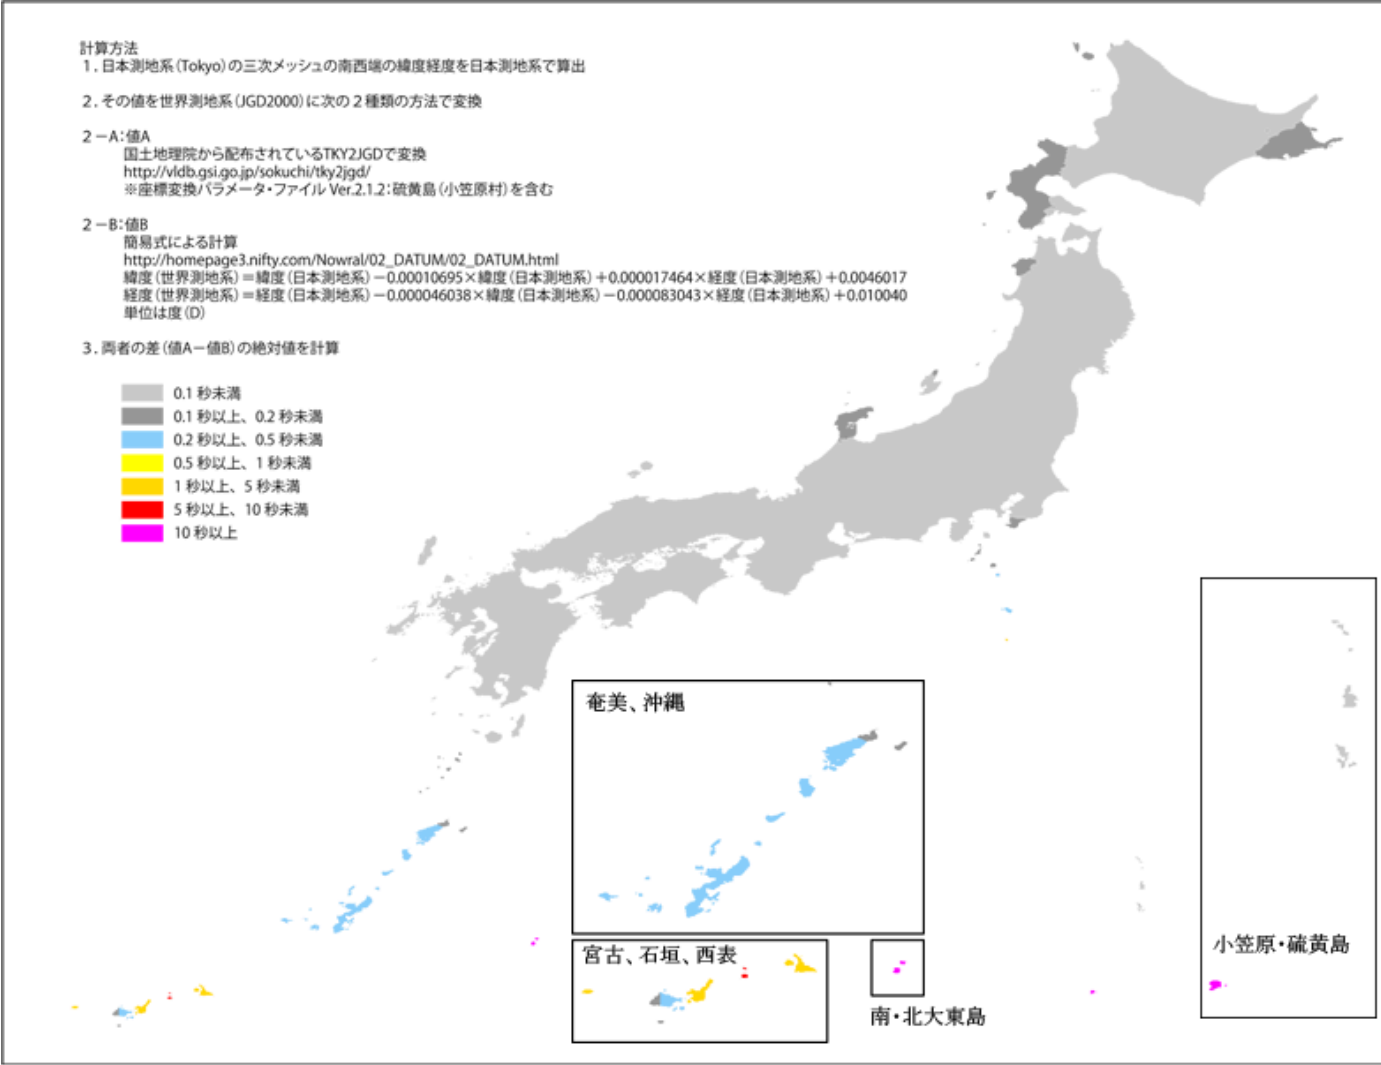 計算方法
1．日本測地系（Tokyo）の三次メッシュの南西端の緯度経度を日本測地系で算出
2．その値を世界測地系（JGD2000）に次の２種類の方法で変換
２－A：値A
国土地理院から配布されているTKY2JGDで変換
http://vldb.gsi.go.jp/sokuchi/tky2jgd/
※座標変換パラメータ・ファイル Ver.2.1.2：硫黄島（小笠原村）を含む
２－B：値B
簡易式による計算
http://homepage3.nifty.com/Nowral/02_DATUM/02_DATUM.html
緯度（世界測地系）＝緯度（日本測地系）－0.00010695×緯度（日本測地系）＋0.000017464×経度（日本測地系）＋0.0046017
経度（世界測地系）＝経度（日本測地系）－0.000046038×緯度（日本測地系）－0.000083043×経度（日本測地系）＋0.010040
単位は度（D）
3．両者の差（値A－値B）の絶対値を計算
0.1 秒未満
0.1 秒以上、0.2 秒未満
0.2 秒以上、0.5 秒未満
0.5 秒以上、1 秒未満
1 秒以上、5 秒未満
5 秒以上、10 秒未満
10 秒以上
奄美、沖縄
宮古、石垣、西表
南・北大東島
小笠原・硫黄島